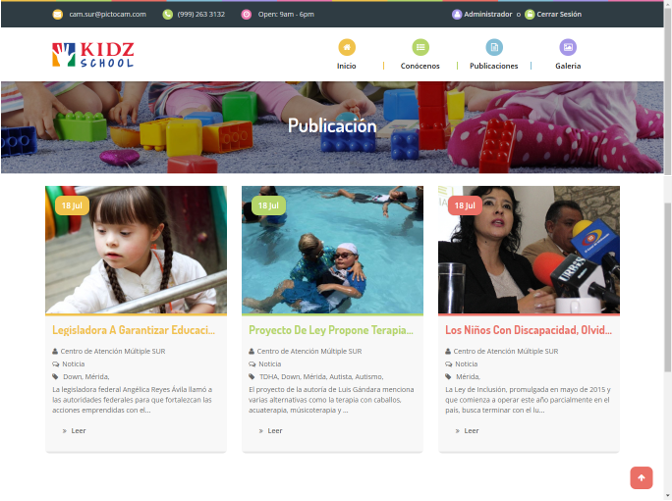 cam.sur@pictocam.com (999) 263 3132 Open: 9am - 6pm Administrador o Cerrar Sesión
KIDZ
SCHOOL
Inicio Conócenos Publicaciones Galeria
Publicación
18 Jul
Legisladora A Garantizar Educaci...
Centro de Atención Múltiple SUR
Noticia
Down, Mérida,
La legisladora federal Angélica Reyes Ávila llamó a
las autoridades federales para que fortalezcan las
acciones emprendidas con el...
» Leer
18 Jul
Proyecto De Ley Propone Terapia...
Centro de Atención Múltiple SUR
Noticia
TDHA, Down, Mérida, Autista, Autismo,
El proyecto de la autoria de Luis Gándara menciona
varias alternativas como la terapia con caballos,
acuaterapia, músicoterapia y ...
» Leer
18 Jul
URBES
Los Niños Con Discapacidad, Olvid...
Centro de Atención Múltiple SUR
Noticia
Mérida,
La Ley de Inclusión, promulgada en mayo de 2015 y
que comienza a operar este año parcialmente en el
país, busca terminar con el lu...
» Leer